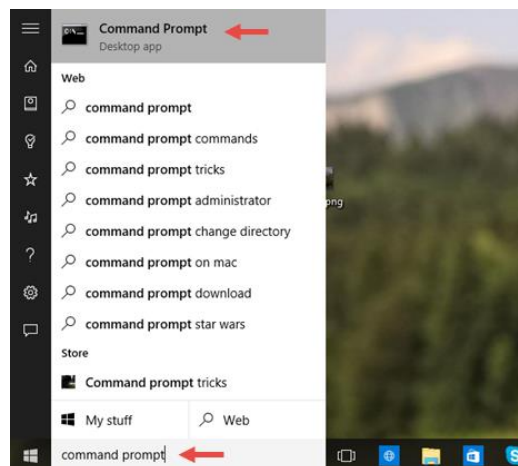 Command Prompt
Desktop app
Web
command prompt
command prompt commands
command prompt tricks
command prompt administrator
command prompt change directory
command prompt on mac
command prompt download
command prompt star wars
Store
Command prompt tricks
My stuff
Web
command prompt
png